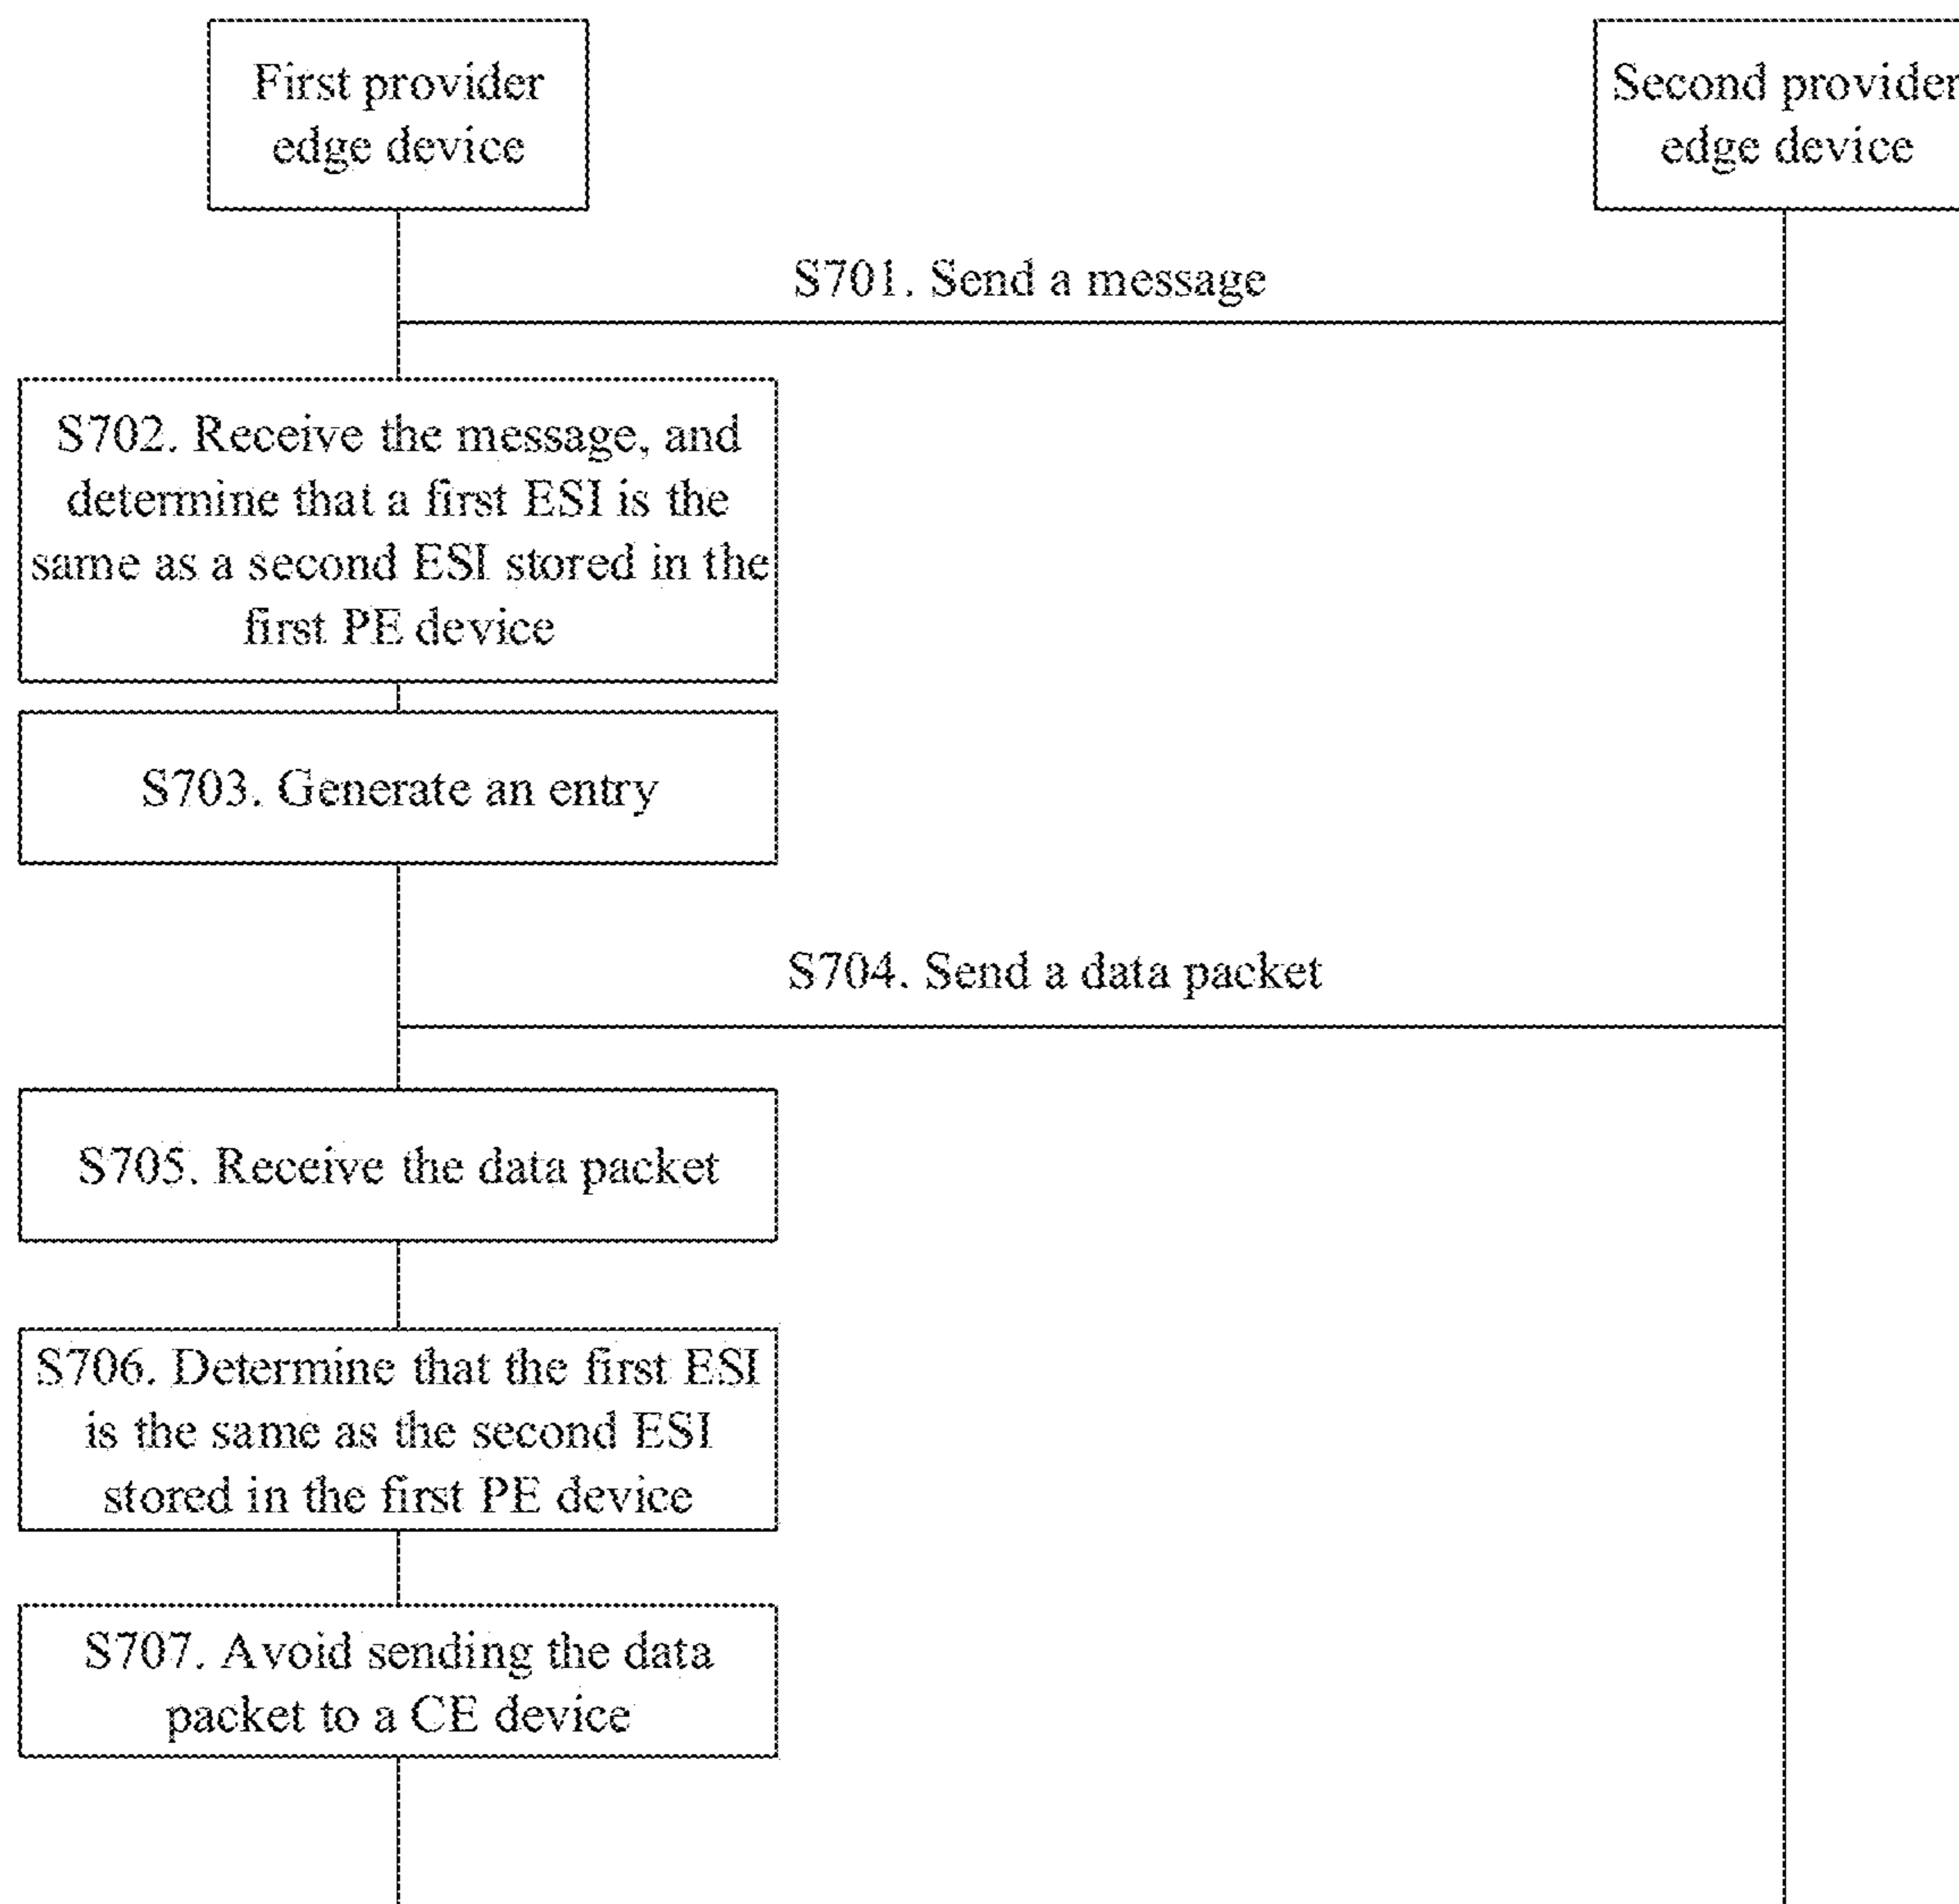 First provider
edge device
Second provider
edge device
S701. Send a message
S702. Receive the message, and
determine that a first ESI is the
same as a second ESI stored in the
first PE device
S703. Generate an entry
S704. Send a data packet
S705. Receive the data packet
S706. Determine that the first ESI
is the same as the second ESI
stored in the first PE device
S707. Avoid sending the data
packet to a CE device